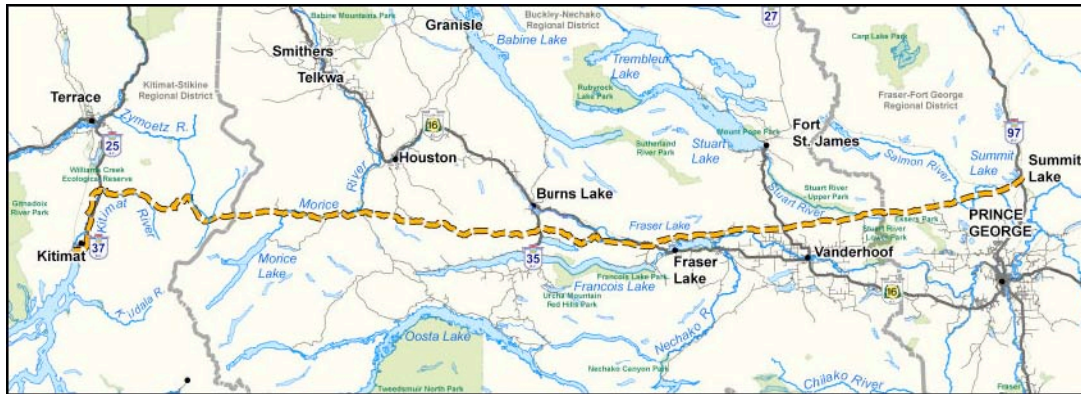 Babine Mountains Park
Granisle
Buckley-Nechako
Regional District
27
Carp Lake Park
Smithers
Telkwa
Babine Lake
Trembleur
Lake
Kitimat-Stikine
Regional District
Rubyrock
Lake Park
Fraser-Fort George
Regional District
Terrace
Zymoetz R.
25
16
Mount Pope Park
Fort
St. James
97
Stuart
Lake
Sutherland
River Park
Salmon River
Summit
Lake
Summit
Lake
Houston
Williams Creek
Ecological Reserve
Gitnadoix
River Park
River
Burns Lake
Stuart River
Upper Park
Stuart River
Kitimat
River
Morice
Fraser Lake
Eskers Park
Stuart River
Lower Park
PRINCE
GEORGE
Kitimat
37
Morice
Lake
35
Fraser
Lake
Vanderhoof
Francois Lake Park
Francois Lake
Uncha Mountain
Red Hills Park
16
Udala R.
Oosta Lake
Nechako R.
Nechako Canyon Park
Tweedsmuir North Park
Chilako River
Fraser